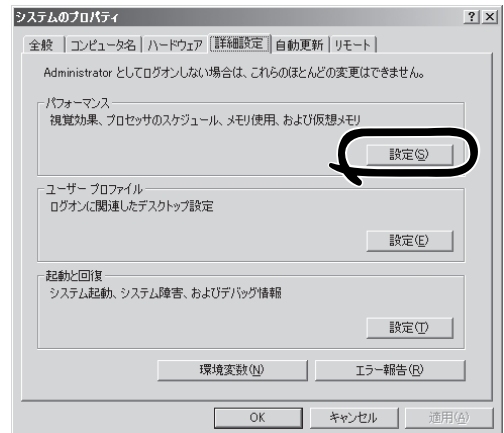 システムのプロパティ
? ×
全般 コンピュータ名 ハードウェア 詳細設定 自動更新 リモート
Administrator としてログオンしない場合は、これらのほとんどの変更はできません。
パフォーマンス
視覚効果、プロセッサのスケジュール、メモリ使用、および仮想メモリ
設定(S)
ユーザー プロファイル
ログオンに関連したデスクトップ設定
設定(E)
起動と回復
システム起動、システム障害、およびデバッグ情報
設定(T)
環境変数(N) エラー報告(R)
OK キャンセル 適用(A)